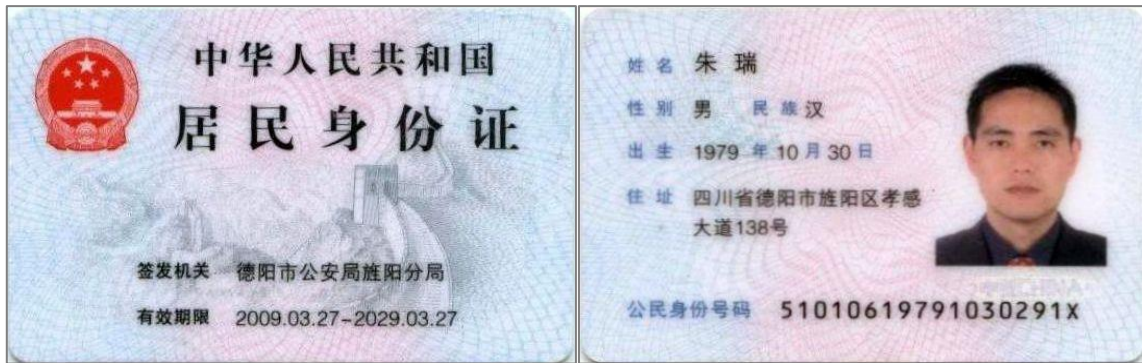 中华人民共和国
居民身份证
签发机关 德阳市公安局旌阳分局
有效期限 2009.03.27-2029.03.27
姓名 朱瑞
性别 男 民族 汉
出生 1979 年 10 月 30 日
住址 四川省德阳市旌阳区孝感
大道138号
公民身份号码 51010619791030291X